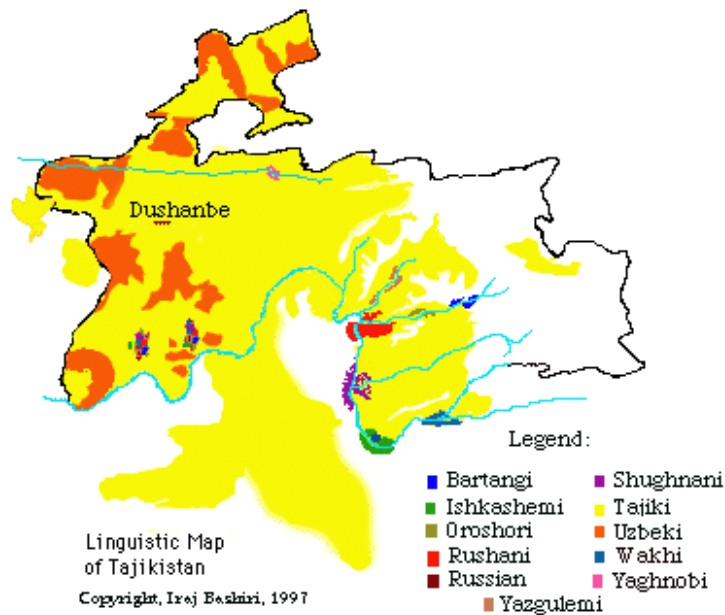 Dushanbe
Legend:
Bartangi
Shughnani
Ishkashemi
Tajiki
Oroshori
Uzbeki
Rushani
Wakhi
Russian
Yaghnobi
Yazgulemi
Linguistic Map
of Tajikistan
Copyright, Iraj Bashiri, 1997